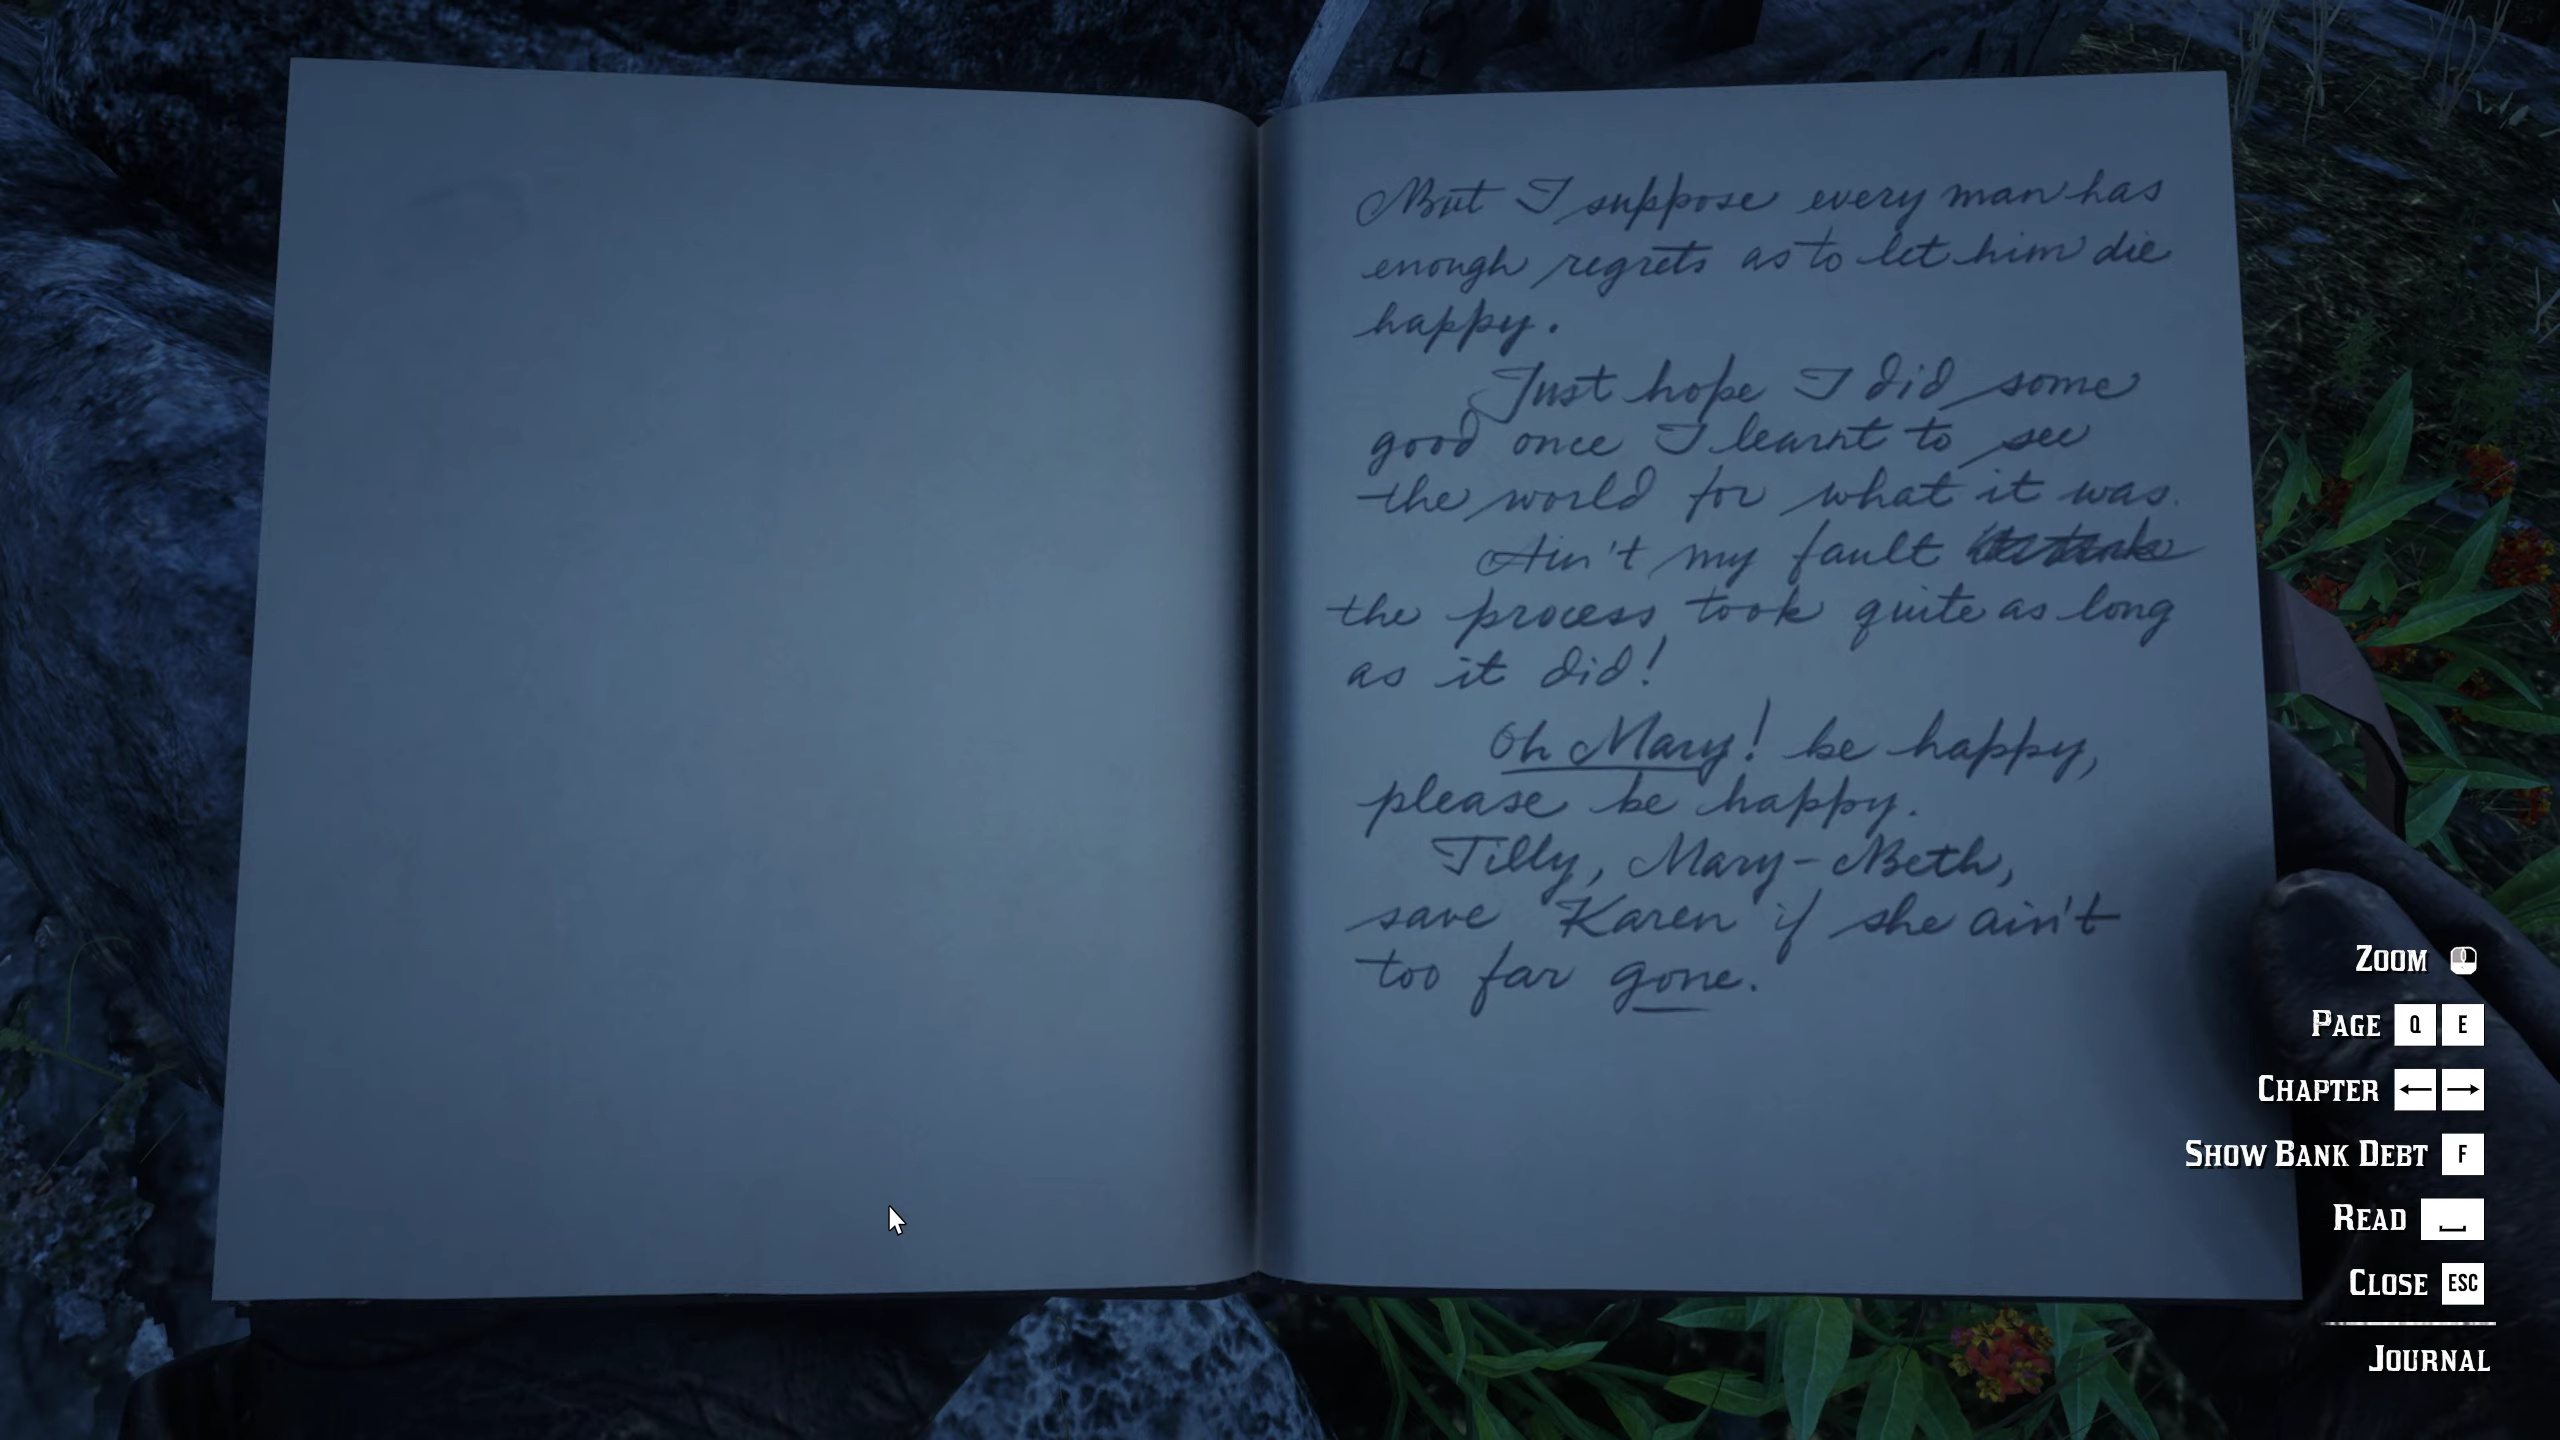 But I suppose every man has
enough regrets as to let him die
happy.
Just hope I did some
good once I learnt to see
the world for what it was.
Ain't my fault
the process took quite as long
as it did!
Oh Mary! be happy,
please be happy.
Tilly, Mary-Beth,
save Karen if she ain't
too far gone.
ZOOM
PAGE Q E
CHAPTER ← →
SHOW BANK DEBT F
READ
CLOSE ESC
JOURNAL